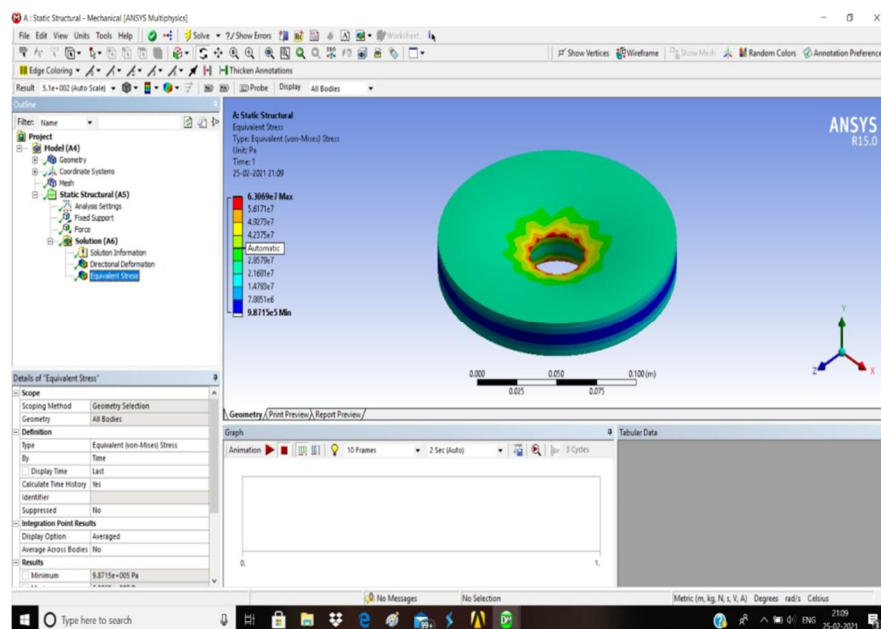 A : Static Structural - Mechanical [ANSYS Multiphysics]
File Edit View Units Tools Help Solve ?/ Show Errors Worksheet
Show Vertices Wireframe Show Mesh Random Colors Annotation Preference
Edge Coloring Thicken Annotations
Result 5.1e+002 (Auto Scale) Probe Display All Bodies
Outline
Filter: Name
Project
Model (A4)
Geometry
Coordinate Systems
Mesh
Static Structural (A5)
Analysis Settings
Fixed Support
Force
Solution (A6)
Solution Information
Directional Deformation
Equivalent Stress
A: Static Structural
Equivalent Stress
Type: Equivalent (von-Mises) Stress
Unit: Pa
Time: 1
25-02-2021 21:09
6.3069e7 Max
5.6171e7
4.9273e7
4.2375e7
Automatic
2.8579e7
2.1681e7
1.4783e7
7.8851e6
9.8715e5 Min
ANSYS
R15.0
0.000 0.050 0.100 (m)
0.025 0.075
Y
Z X
Geometry Print Preview Report Preview
Details of "Equivalent Stress"
Scope
Scoping Method Geometry Selection
Geometry All Bodies
Definition
Type Equivalent (von-Mises) Stress
By Time
Display Time Last
Calculate Time History Yes
Identifier
Suppressed No
Integration Point Results
Display Option Averaged
Average Across Bodies No
Results
Minimum 9.8715e+005 Pa
Graph
Animation 10 Frames 2 Sec (Auto) 3 Cycles
0. 1.
Tabular Data
No Messages No Selection Metric (m, kg, N, s, V, A) Degrees rad/s Celsius
Type here to search
99+
ENG
21:09
25-02-2021